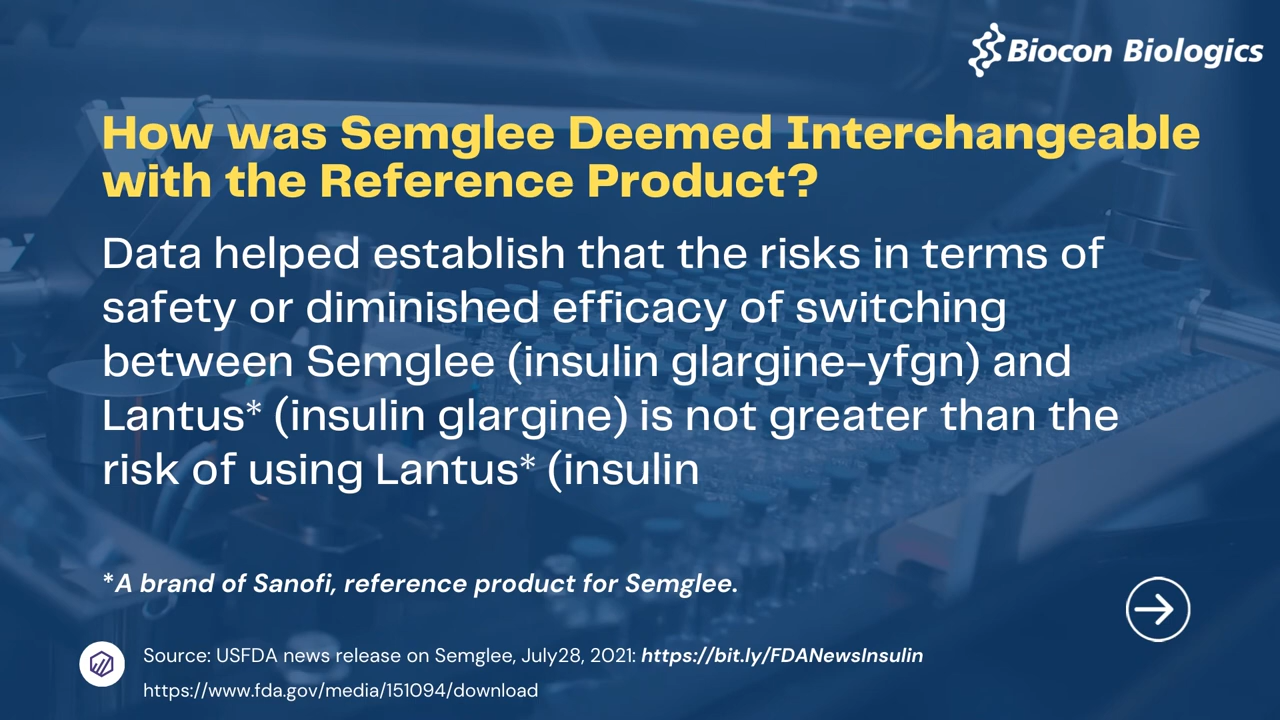 Biocon Biologics
How was Semglee Deemed Interchangeable
with the Reference Product?
Data helped establish that the risks in terms of
safety or diminished efficacy of switching
between Semglee (insulin glargine-yfgn) and
Lantus* (insulin glargine) is not greater than the
risk of using Lantus* (insulin
*A brand of Sanofi, reference product for Semglee.
Source: USFDA news release on Semglee, July28, 2021: https://bit.ly/FDANewsInsulin
https://www.fda.gov/media/151094/download